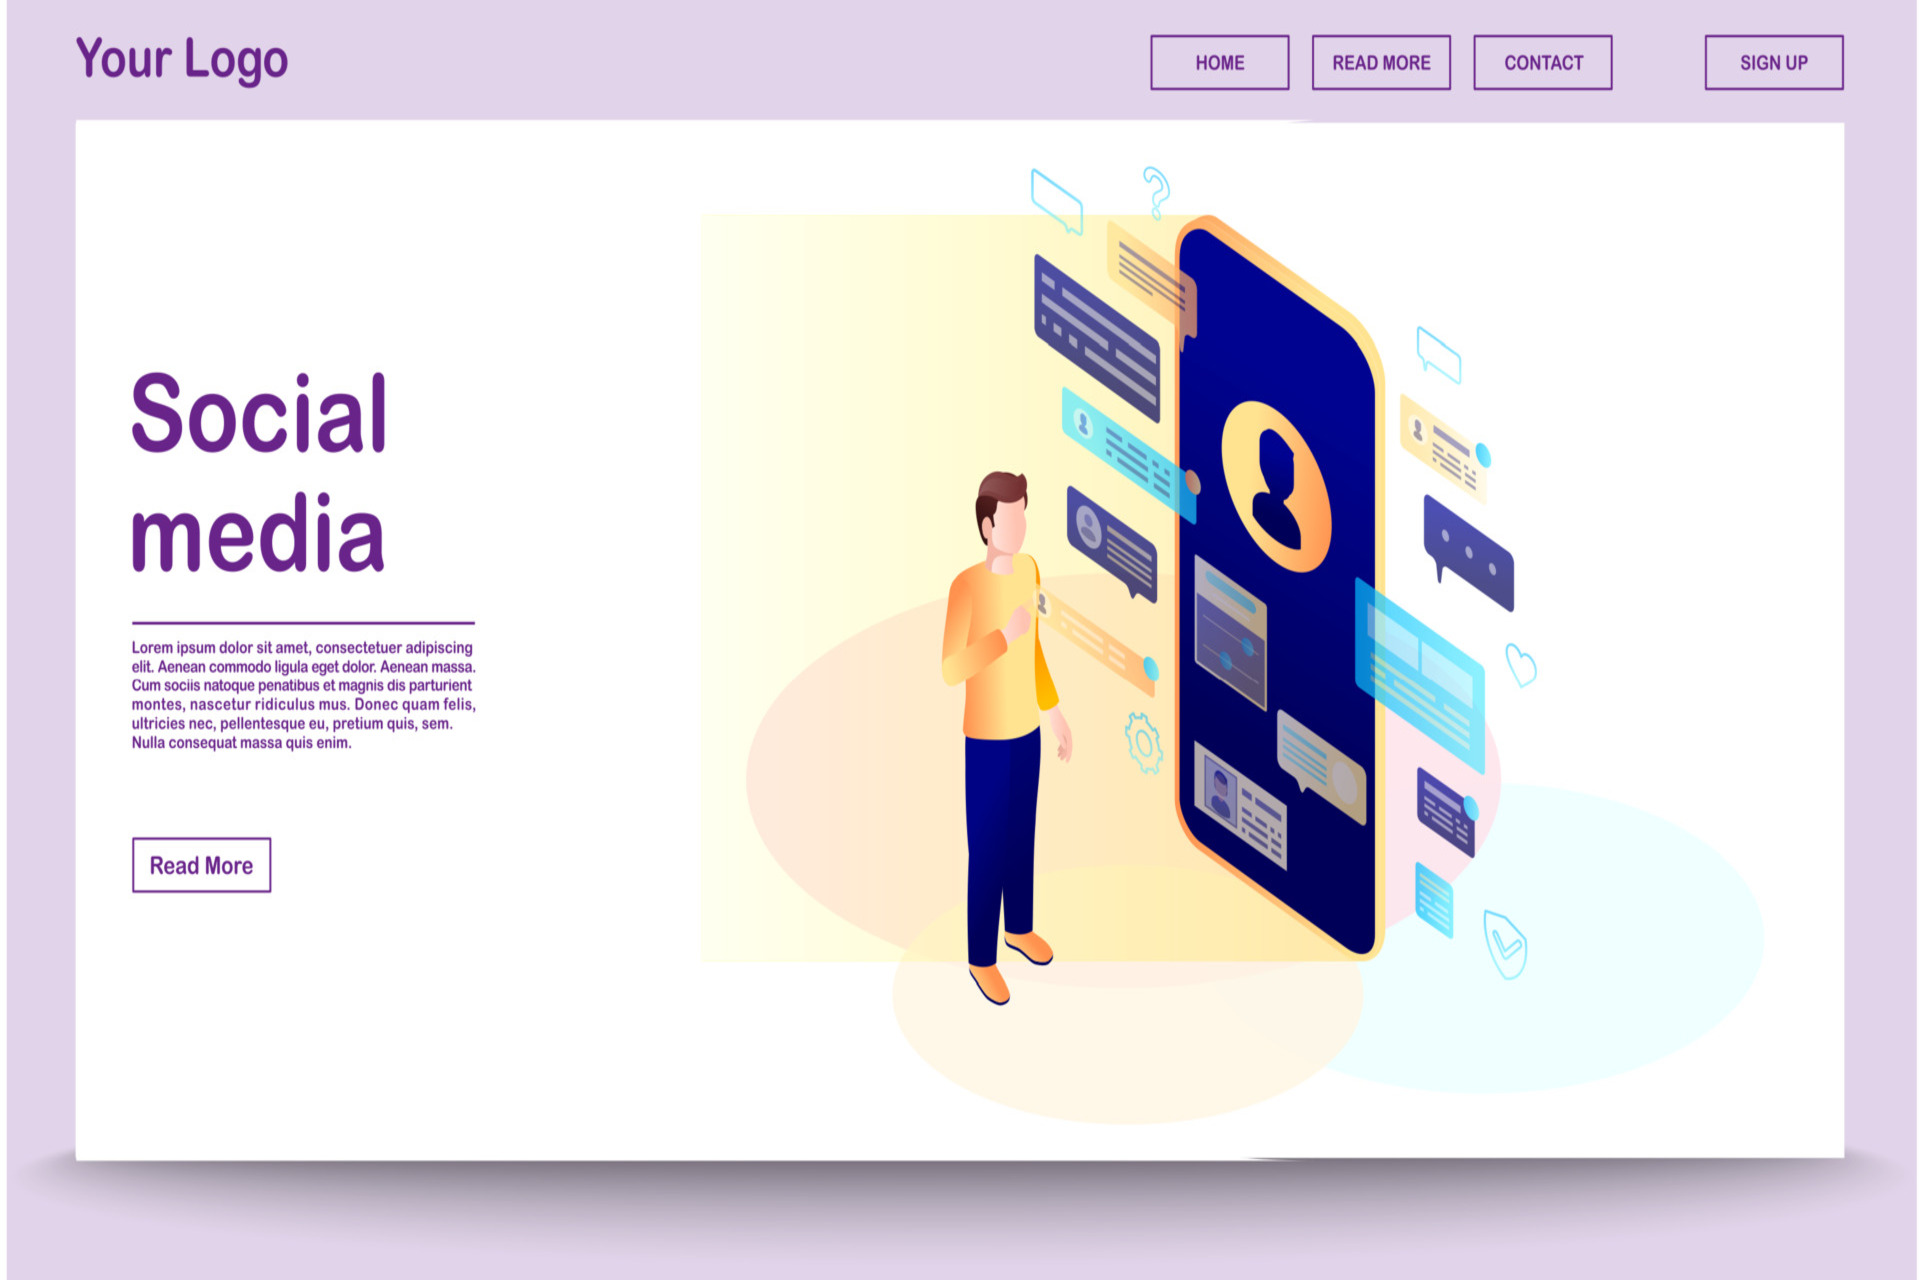 Your Logo
HOME
READ MORE
CONTACT
SIGN UP
Social
media
Lorem ipsum dolor sit amet, consectetuer adipiscing
elit. Aenean commodo ligula eget dolor. Aenean massa.
Cum sociis natoque penatibus et magnis dis parturient
montes, nascetur ridiculus mus. Donec quam felis,
ultricies nec, pellentesque eu, pretium quis, sem.
Nulla consequat massa quis enim.
Read More